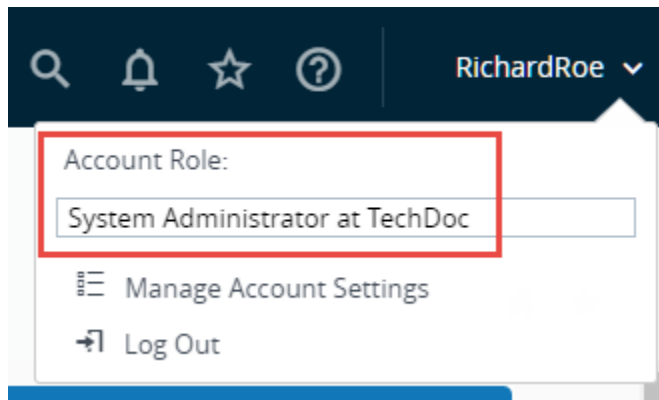 RichardRoe
Account Role:
System Administrator at TechDoc
Manage Account Settings
Log Out